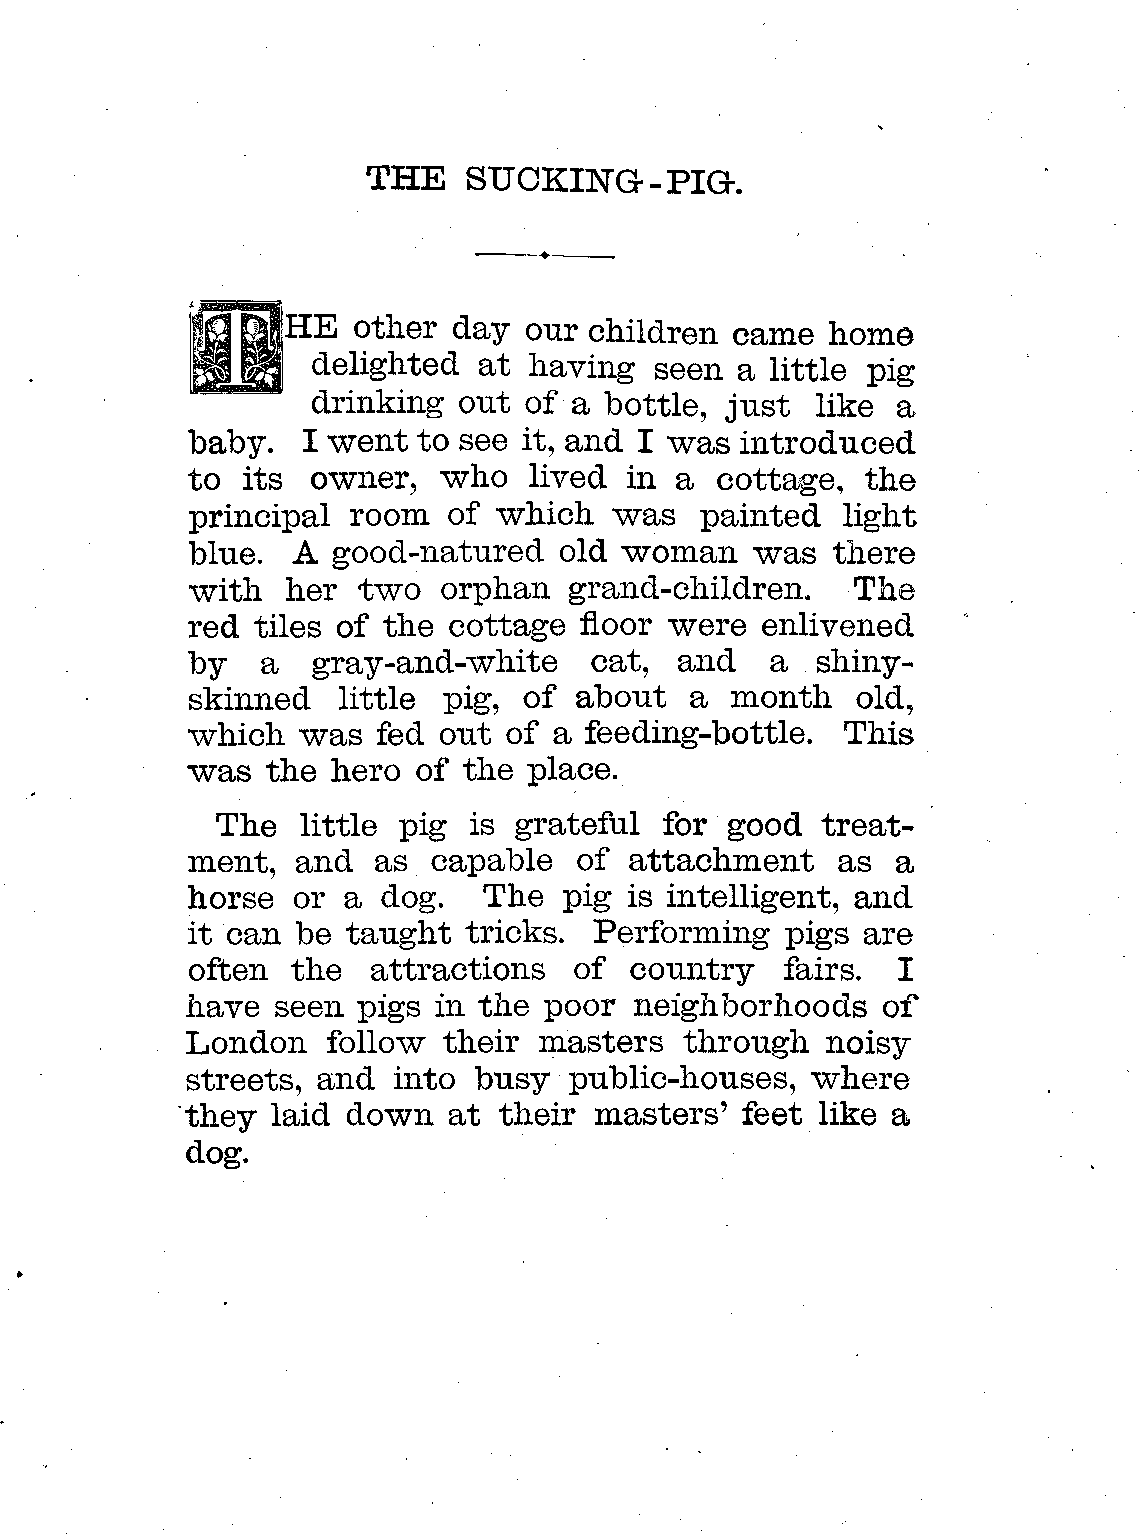 THE SUCKING-PIG.
THE other day our children came home
delighted at having seen a little pig
drinking out of a bottle, just like a
baby. I went to see it, and I was introduced
to its owner, who lived in a cottage, the
principal room of which was painted light
blue. A good-natured old woman was there
with her two orphan grand-children. The
red tiles of the cottage floor were enlivened
by a gray-and-white cat, and a shiny-
skinned little pig, of about a month old,
which was fed out of a feeding-bottle. This
was the hero of the place.
The little pig is grateful for good treat-
ment, and as capable of attachment as a
horse or a dog. The pig is intelligent, and
it can be taught tricks. Performing pigs are
often the attractions of country fairs. I
have seen pigs in the poor neighborhoods of
London follow their masters through noisy
streets, and into busy public-houses, where
they laid down at their masters' feet like a
dog.